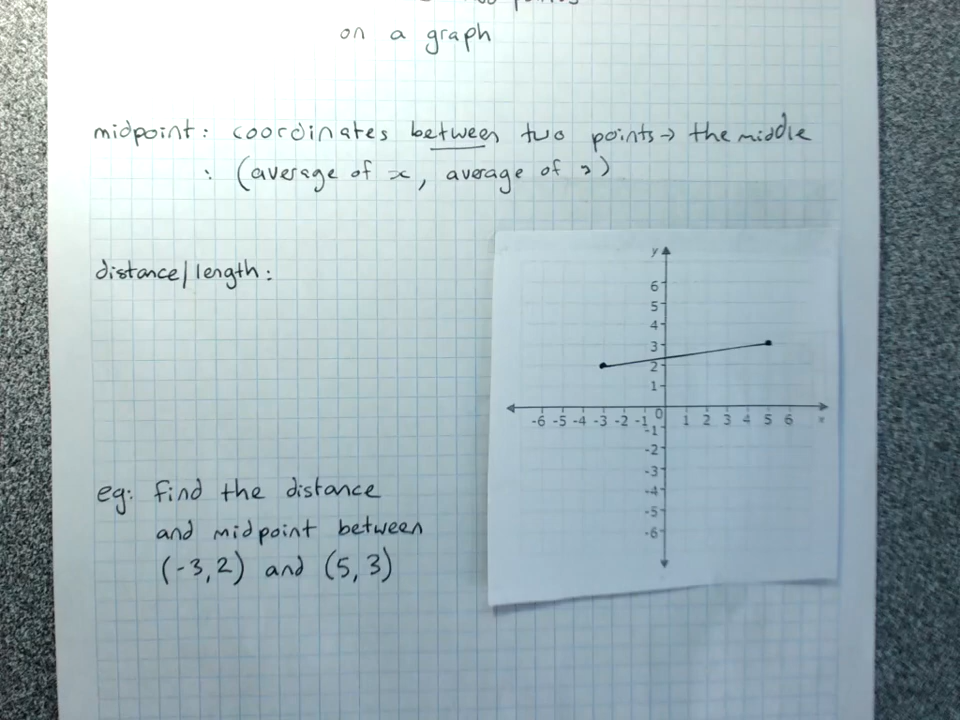 points
on a graph
midpoint: coordinates between two points → the middle
: (average of x, average of
distance/length:
y
6
5
4
3
2
1
-6 -5 -4 -3 -2 -1 0 1 2 3 4 5 6 x
-1
-2
-3
-4
-5
-6
eg: find the distance
and midpoint between
(-3,2) and (5,3)